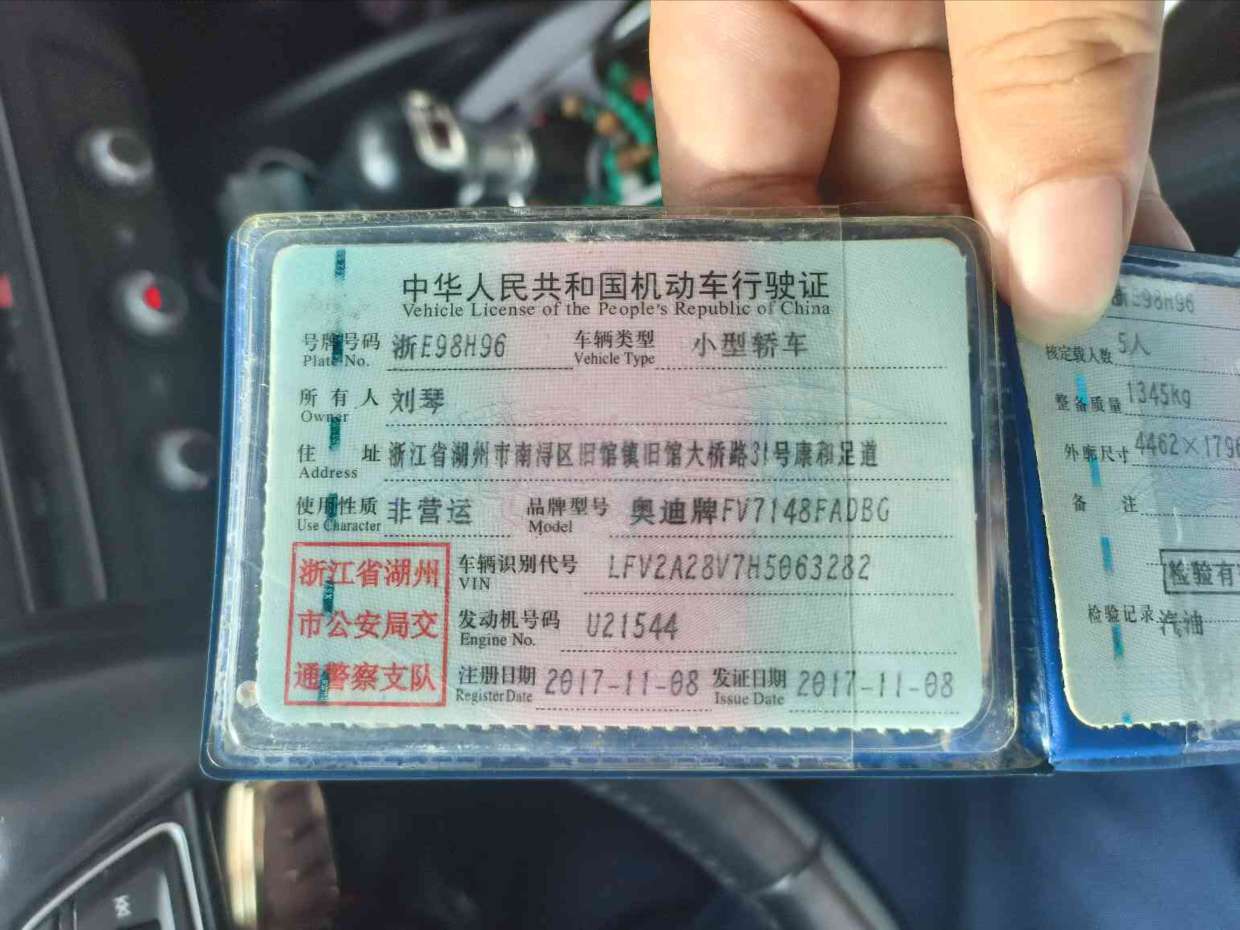 中华人民共和国机动车行驶证
Vehicle License of the People's Republic of China
号牌号码 浙E98H96 车辆类型 小型轿车
Plate No. Vehicle Type
所有人 刘琴
Owner
住址 浙江省湖州市南浔区旧馆镇旧馆大桥路31号康和足道
Address
使用性质 非营运 品牌型号 奥迪牌FV7148FADBG
Use Character Model
浙江省湖州
市公安局交
通警察支队
车辆识别代号 LFV2A28V7H5063282
VIN
发动机号码 U21544
Engine No.
注册日期 2017-11-08 发证日期 2017-11-08
Register Date Issue Date
浙E98H96
核定载人数 5人
整备质量 1345kg
外廓尺寸 4462×1796
备注
检验有
检验记录 汽油